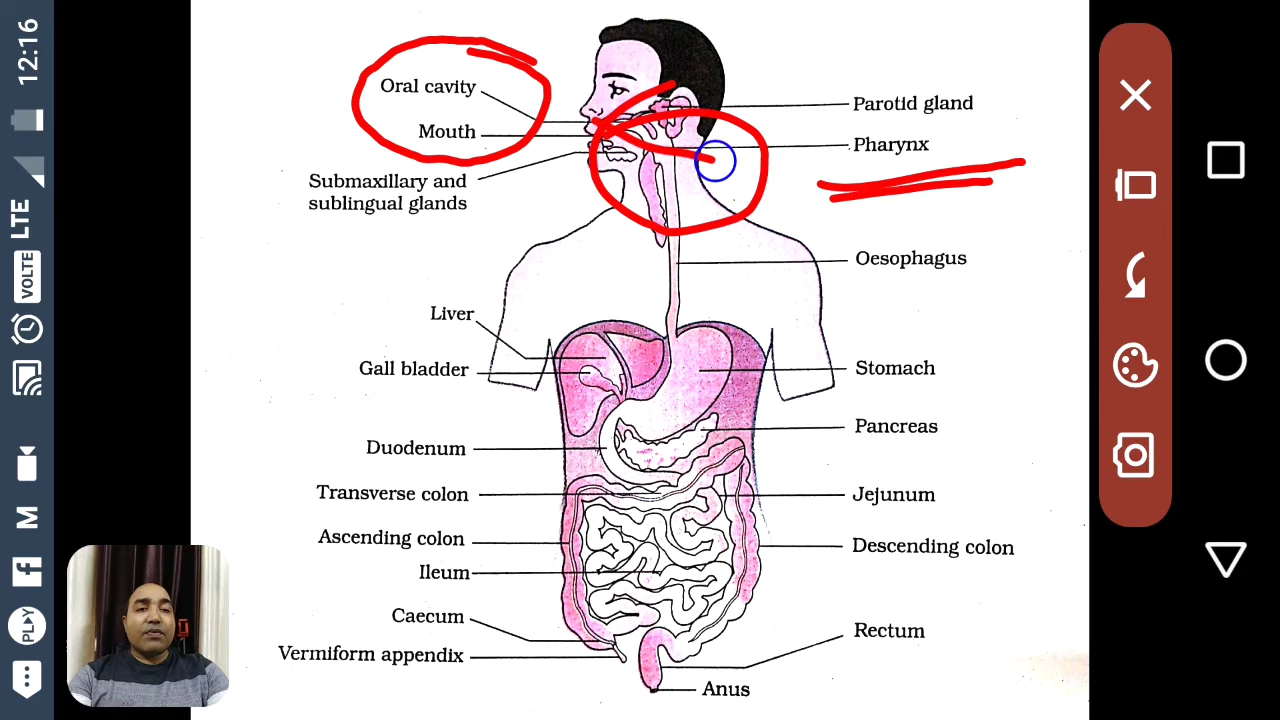 12:16
LTE
VOLTE
M
f
PLAY
Oral cavity
Mouth
Submaxillary and
sublingual glands
Liver
Gall bladder
Duodenum
Transverse colon
Ascending colon
Ileum
Caecum
Vermiform appendix
Parotid gland
Pharynx
Oesophagus
Stomach
Pancreas
Jejunum
Descending colon
Rectum
Anus